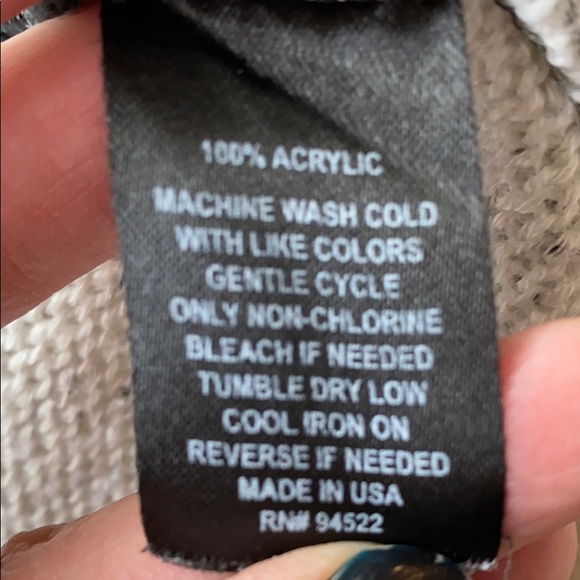 100% ACRYLIC
MACHINE WASH COLD
WITH LIKE COLORS
GENTLE CYCLE
ONLY NON-CHLORINE
BLEACH IF NEEDED
TUMBLE DRY LOW
COOL IRON ON
REVERSE IF NEEDED
MADE IN USA
RN# 94522